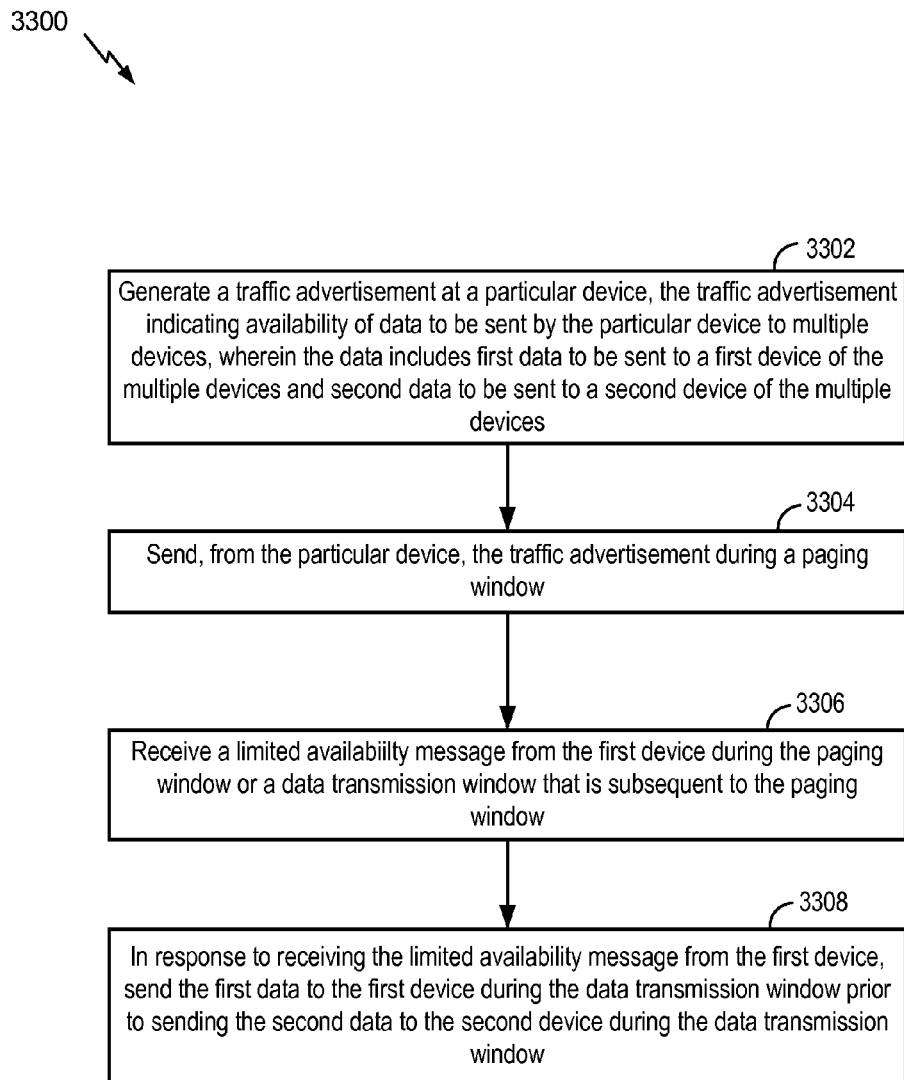 3300
3302
Generate a traffic advertisement at a particular device, the traffic advertisement
indicating availability of data to be sent by the particular device to multiple
devices, wherein the data includes first data to be sent to a first device of the
multiple devices and second data to be sent to a second device of the multiple
devices
3304
Send, from the particular device, the traffic advertisement during a paging
window
3306
Receive a limited availabiilty message from the first device during the paging
window or a data transmission window that is subsequent to the paging
window
3308
In response to receiving the limited availability message from the first device,
send the first data to the first device during the data transmission window prior
to sending the second data to the second device during the data transmission
window